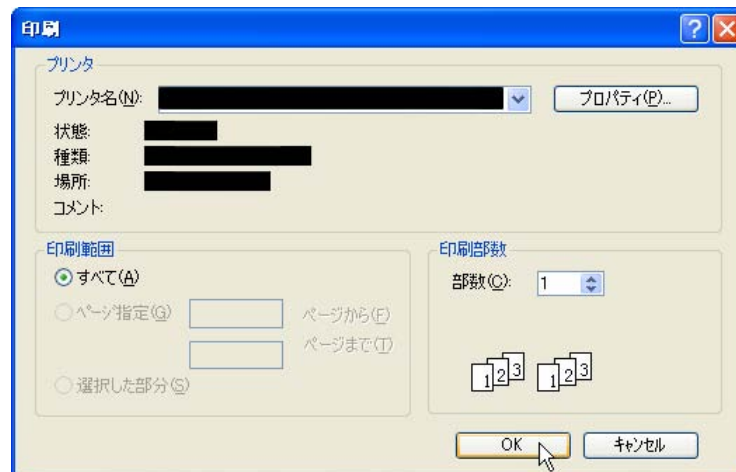 印刷
プリンタ
プリンタ名(N):
プロパティ(P)...
状態:
種類:
場所:
コメント:
印刷範囲
すべて(A)
ページ指定(G)
ページから(F)
ページまで(T)
選択した部分(S)
印刷部数
部数(C):
1
1 2 3 1 2 3
OK
キャンセル